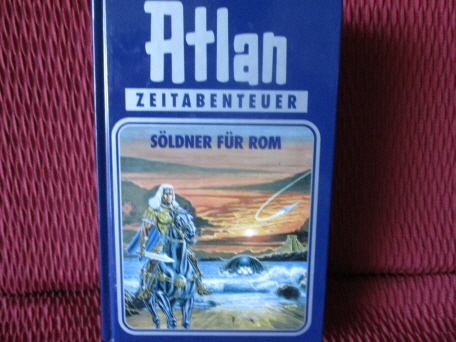 Atlan
ZEITABENTEUER
SÖLDNER FÜR ROM